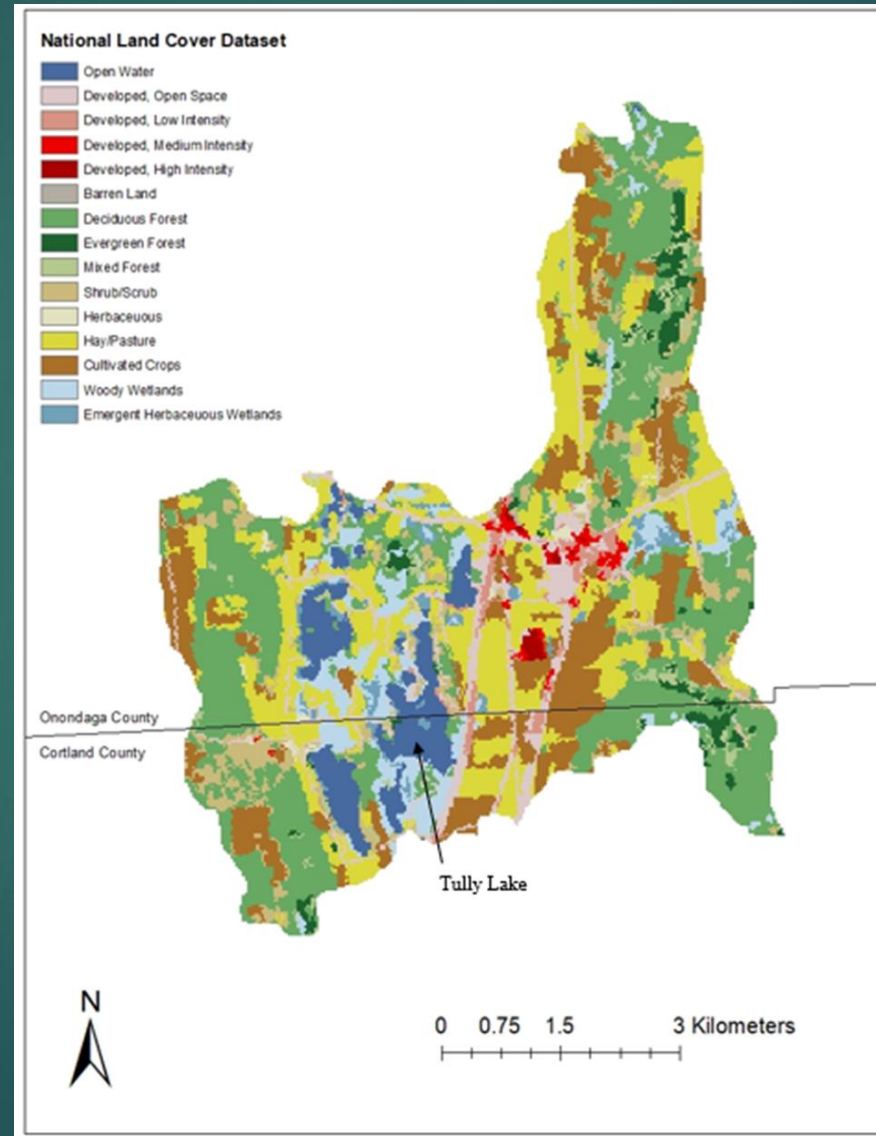 National Land Cover Dataset
Open Water
Developed, Open Space
Developed, Low Intensity
Developed, Medium Intensity
Developed, High Intensity
Barren Land
Deciduous Forest
Evergreen Forest
Mixed Forest
Shrub/Scrub
Herbaceuous
Hay/Pasture
Cultivated Crops
Woody Wetlands
Emergent Herbaceuous Wetlands
Onondaga County
Cortland County
Tully Lake
N
0 0.75 1.5 3 Kilometers